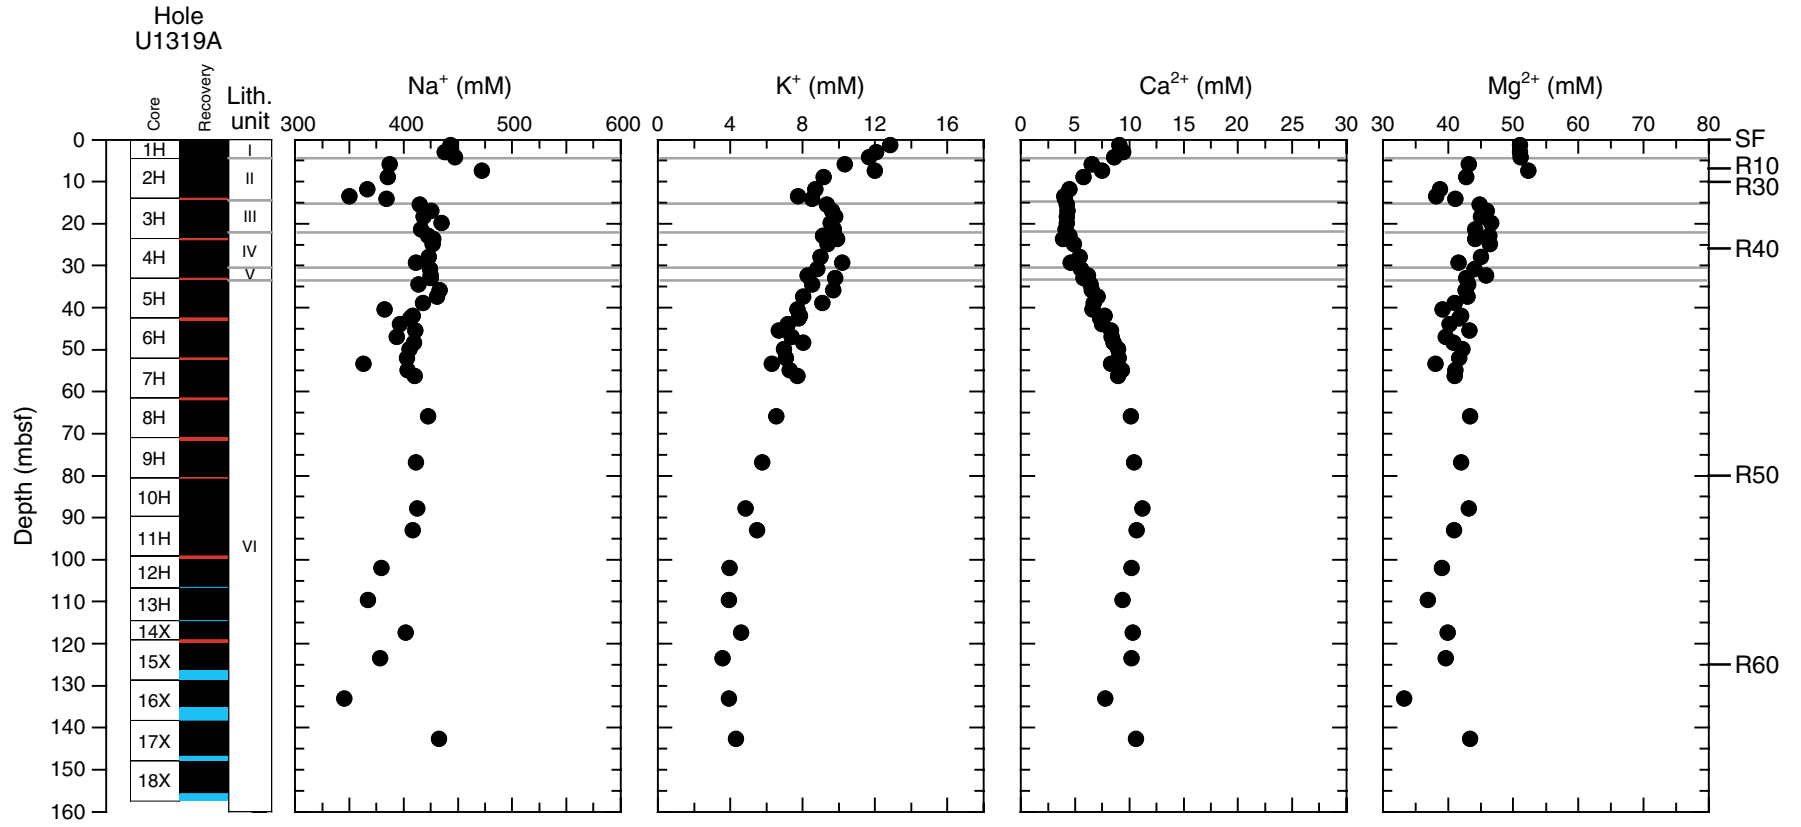 Hole
U1319A
Core
Recovery
Lith.
unit
Na+ (mM)
K+ (mM)
Ca2+ (mM)
Mg2+ (mM)
300 400 500 600
0 4 8 12 16
0 5 10 15 20 25 30
30 40 50 60 70 80
Depth (mbsf)
0
10
20
30
40
50
60
70
80
90
100
110
120
130
140
150
160
1H
2H
3H
4H
5H
6H
7H
8H
9H
10H
11H
12H
13H
14X
15X
16X
17X
18X
I
II
III
IV
V
VI
SF
R10
R30
R40
R50
R60